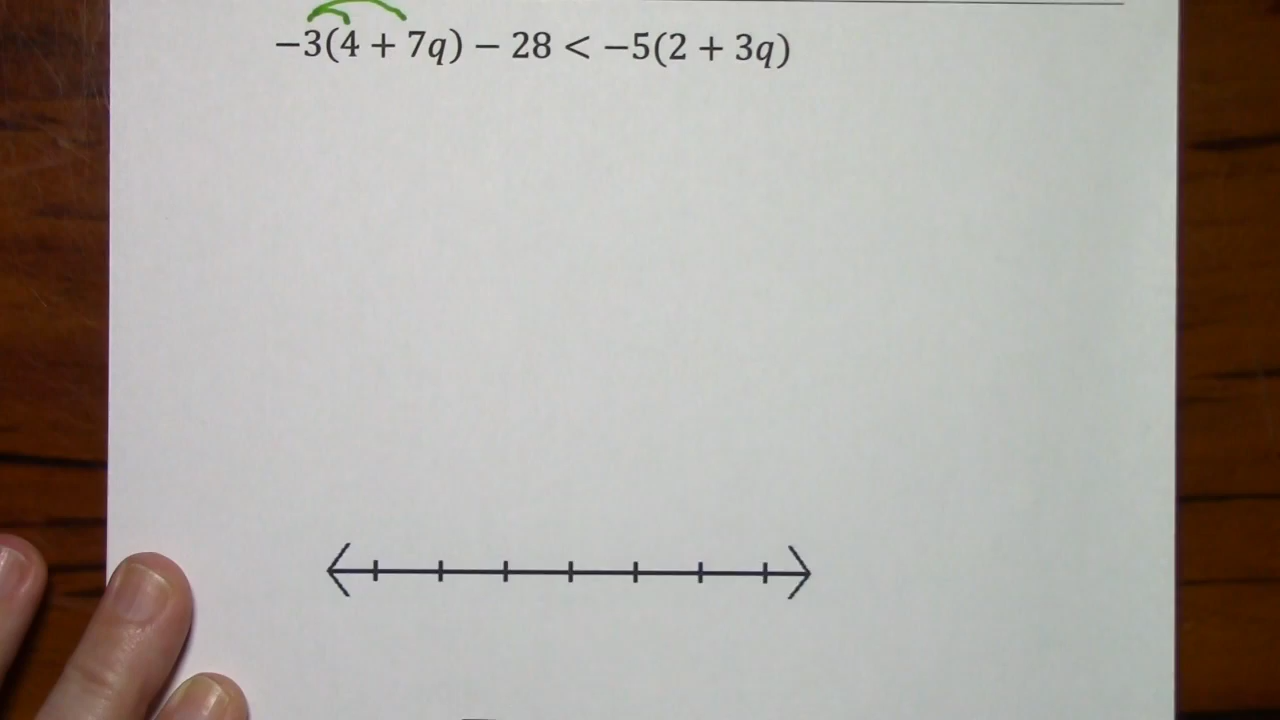 −3(4 + 7q) − 28 < −5(2 + 3q)